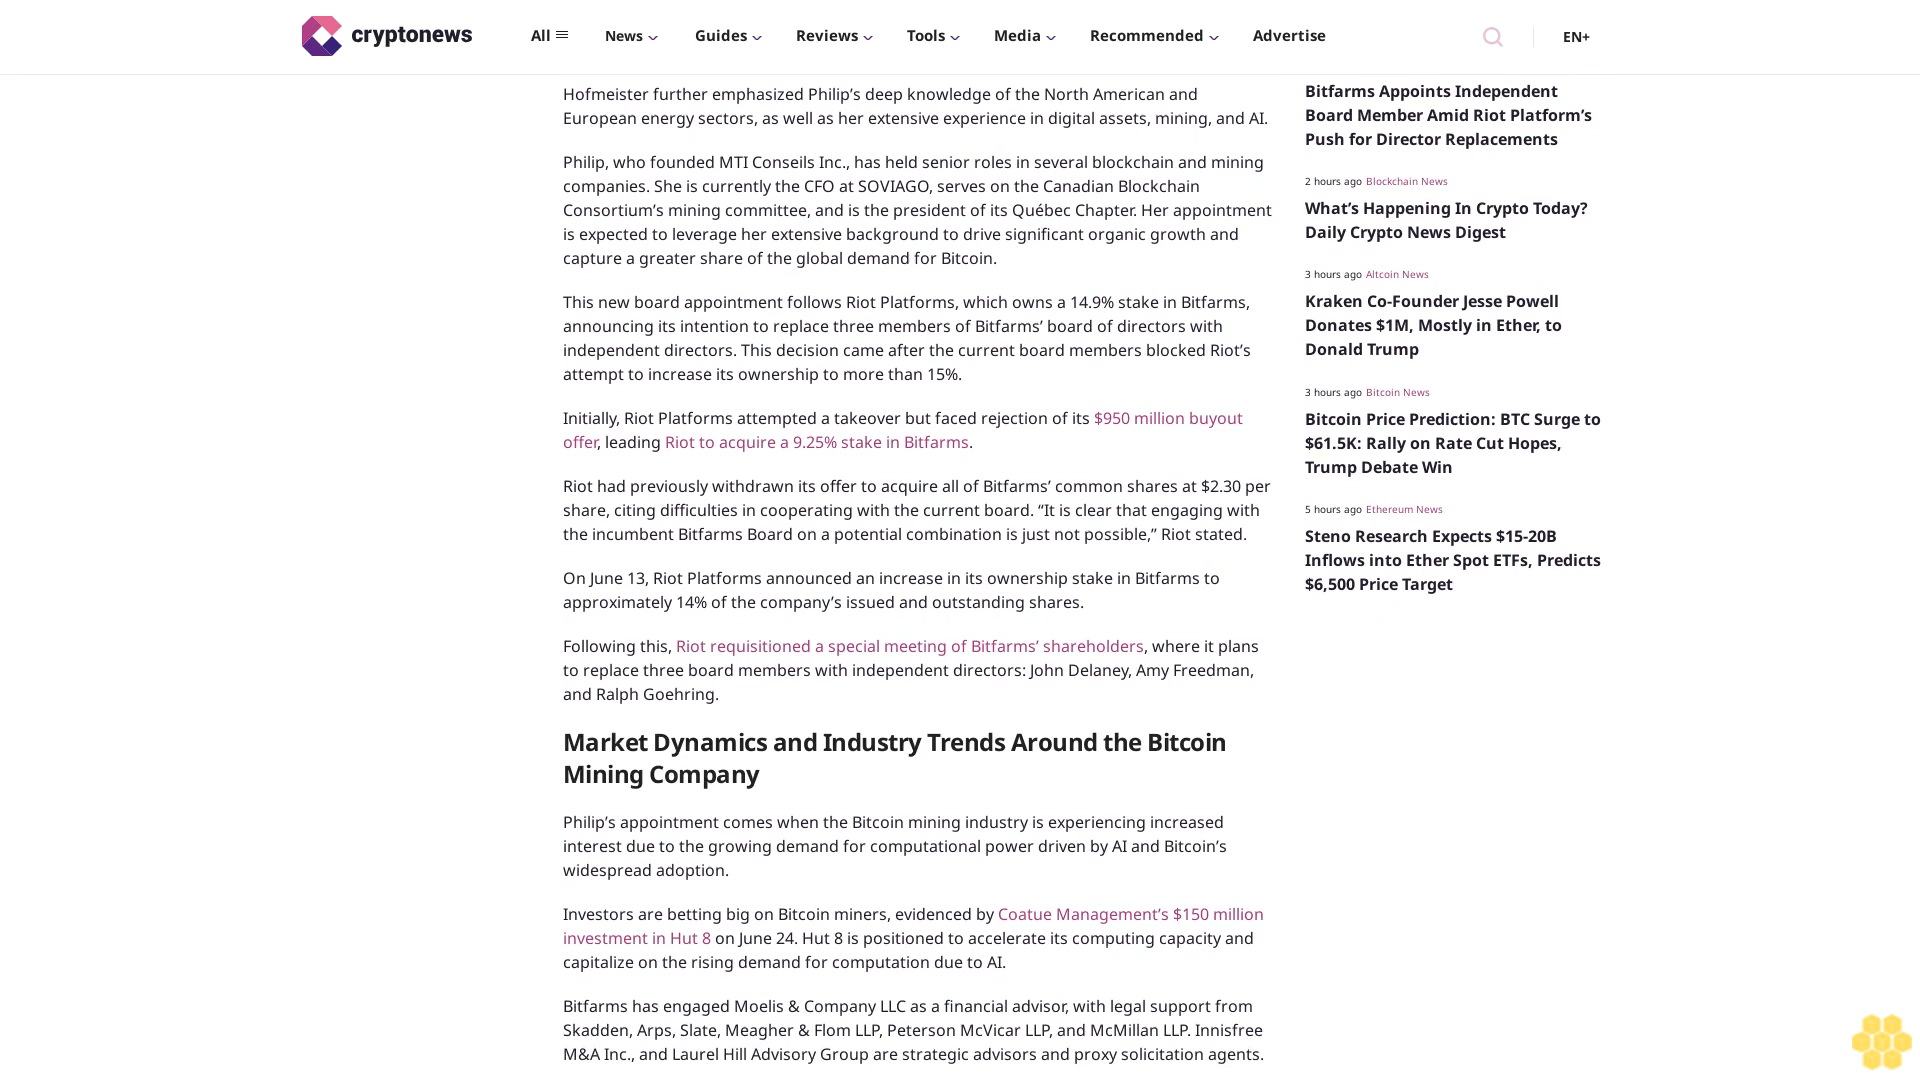 cryptonews
All
News
Guides
Reviews
Tools
Media
Recommended
Advertise
EN+
Hofmeister further emphasized Philip’s deep knowledge of the North American and
European energy sectors, as well as her extensive experience in digital assets, mining, and AI.
Philip, who founded MTI Conseils Inc., has held senior roles in several blockchain and mining
companies. She is currently the CFO at SOVIAGO, serves on the Canadian Blockchain
Consortium’s mining committee, and is the president of its Québec Chapter. Her appointment
is expected to leverage her extensive background to drive significant organic growth and
capture a greater share of the global demand for Bitcoin.
This new board appointment follows Riot Platforms, which owns a 14.9% stake in Bitfarms,
announcing its intention to replace three members of Bitfarms’ board of directors with
independent directors. This decision came after the current board members blocked Riot’s
attempt to increase its ownership to more than 15%.
Initially, Riot Platforms attempted a takeover but faced rejection of its $950 million buyout
offer, leading Riot to acquire a 9.25% stake in Bitfarms.
Riot had previously withdrawn its offer to acquire all of Bitfarms’ common shares at $2.30 per
share, citing difficulties in cooperating with the current board. “It is clear that engaging with
the incumbent Bitfarms Board on a potential combination is just not possible,” Riot stated.
On June 13, Riot Platforms announced an increase in its ownership stake in Bitfarms to
approximately 14% of the company’s issued and outstanding shares.
Following this, Riot requisitioned a special meeting of Bitfarms’ shareholders, where it plans
to replace three board members with independent directors: John Delaney, Amy Freedman,
and Ralph Goehring.
Market Dynamics and Industry Trends Around the Bitcoin
Mining Company
Philip’s appointment comes when the Bitcoin mining industry is experiencing increased
interest due to the growing demand for computational power driven by AI and Bitcoin’s
widespread adoption.
Investors are betting big on Bitcoin miners, evidenced by Coatue Management’s $150 million
investment in Hut 8 on June 24. Hut 8 is positioned to accelerate its computing capacity and
capitalize on the rising demand for computation due to AI.
Bitfarms has engaged Moelis & Company LLC as a financial advisor, with legal support from
Skadden, Arps, Slate, Meagher & Flom LLP, Peterson McVicar LLP, and McMillan LLP. Innisfree
M&A Inc., and Laurel Hill Advisory Group are strategic advisors and proxy solicitation agents.
Bitfarms Appoints Independent
Board Member Amid Riot Platform’s
Push for Director Replacements
2 hours ago Blockchain News
What’s Happening In Crypto Today?
Daily Crypto News Digest
3 hours ago Altcoin News
Kraken Co-Founder Jesse Powell
Donates $1M, Mostly in Ether, to
Donald Trump
3 hours ago Bitcoin News
Bitcoin Price Prediction: BTC Surge to
$61.5K: Rally on Rate Cut Hopes,
Trump Debate Win
5 hours ago Ethereum News
Steno Research Expects $15-20B
Inflows into Ether Spot ETFs, Predicts
$6,500 Price Target